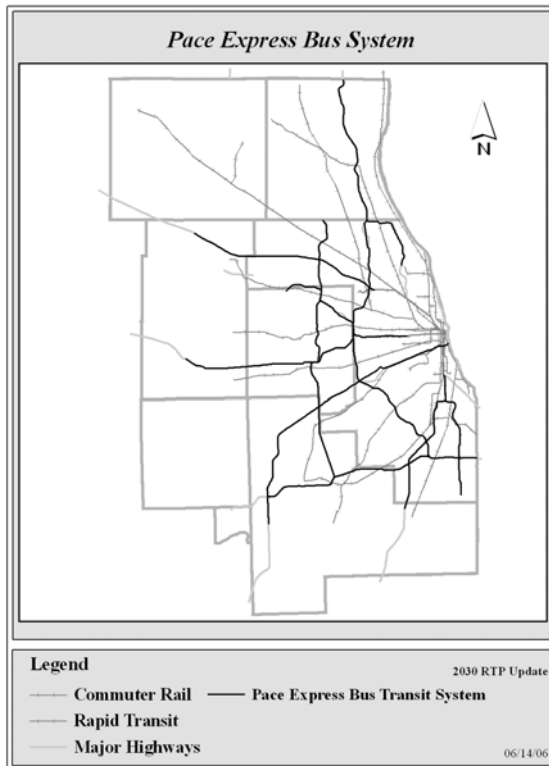 Pace Express Bus System
N
Legend
2030 RTP Update
Commuter Rail
Pace Express Bus Transit System
Rapid Transit
Major Highways
06/14/06